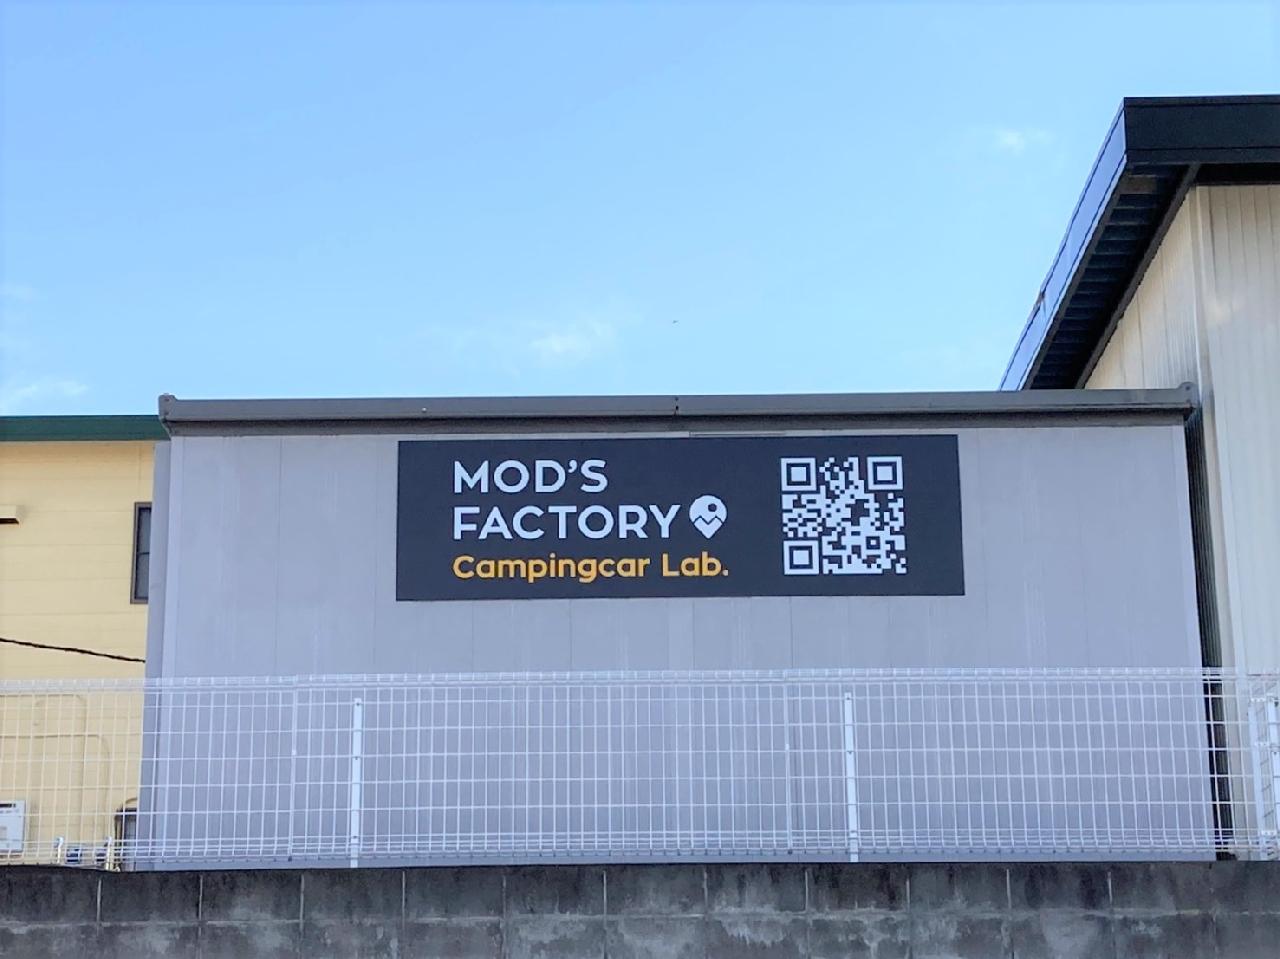 MOD'S
FACTORY
Campingcar Lab.